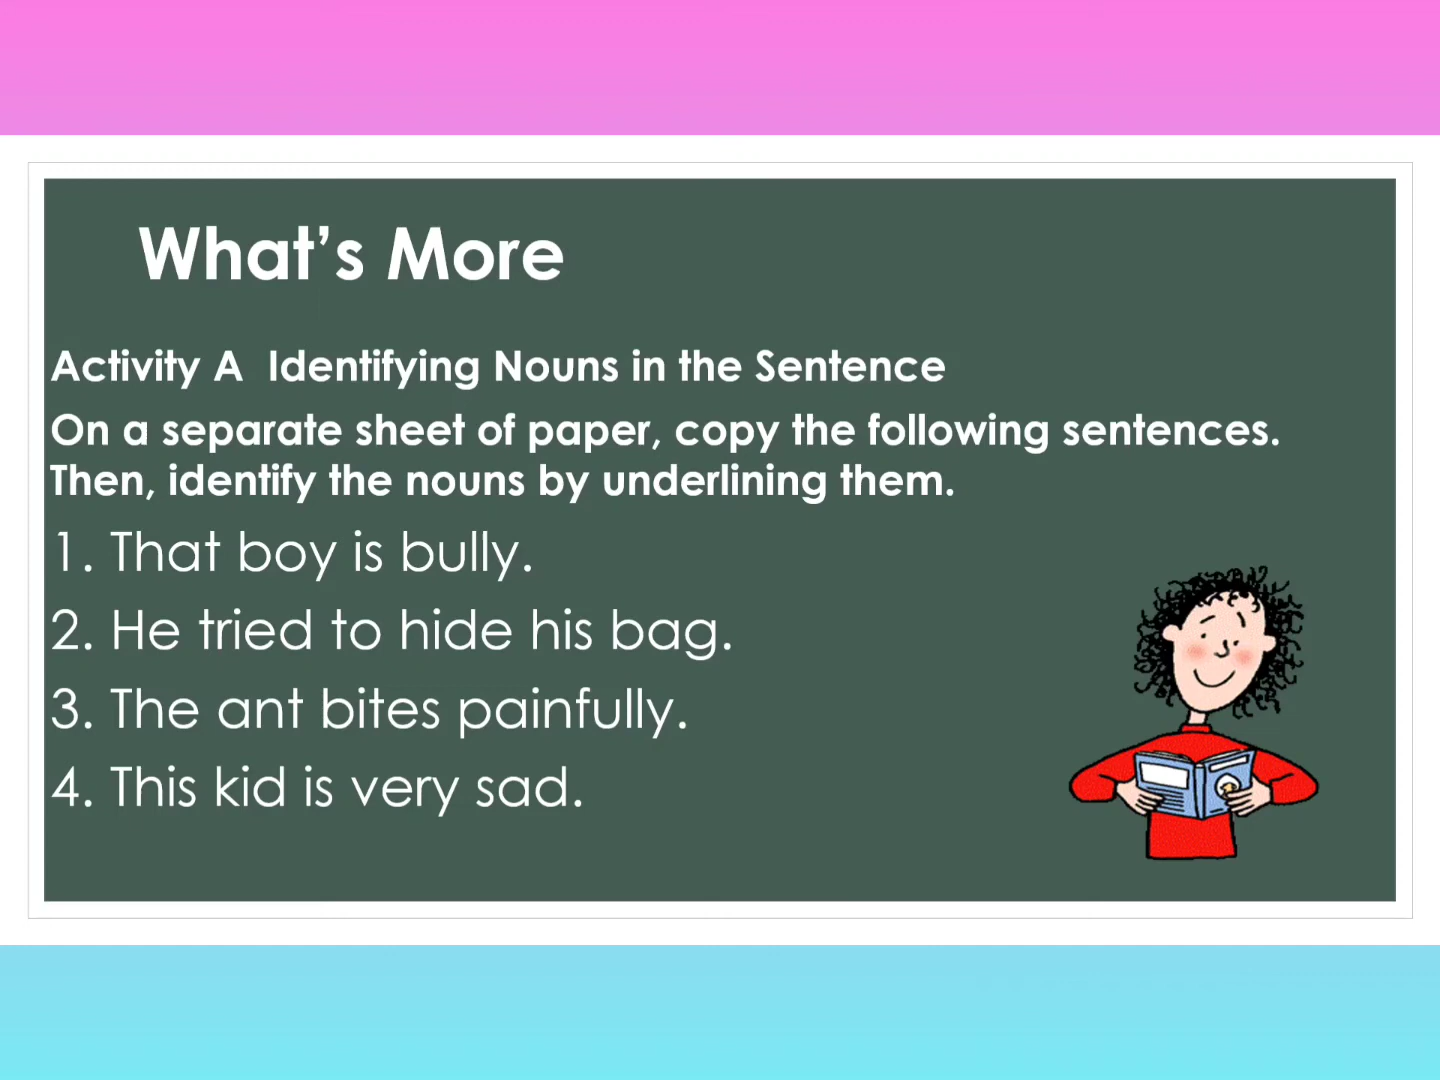 What’s More
Activity A  Identifying Nouns in the Sentence
On a separate sheet of paper, copy the following sentences.
Then, identify the nouns by underlining them.
1. That boy is bully.
2. He tried to hide his bag.
3. The ant bites painfully.
4. This kid is very sad.